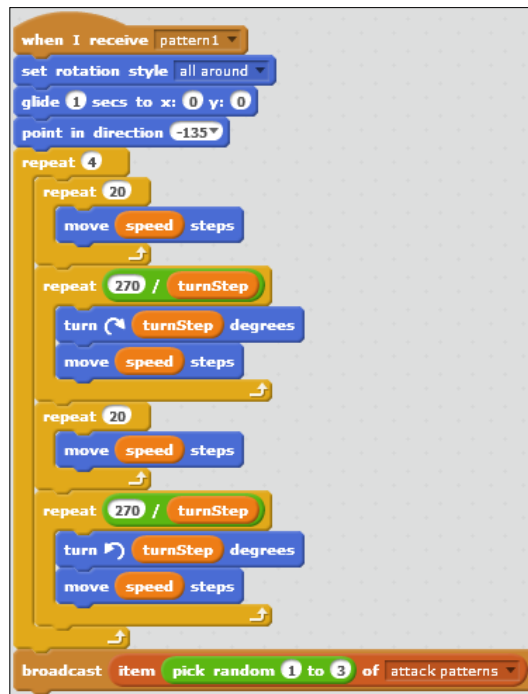 when I receive pattern1
set rotation style all around
glide 1 secs to x: 0 y: 0
point in direction -135
repeat 4
repeat 20
move speed steps
repeat 270 / turnStep
turn turnStep degrees
move speed steps
repeat 20
move speed steps
repeat 270 / turnStep
turn turnStep degrees
move speed steps
broadcast item pick random 1 to 3 of attack patterns